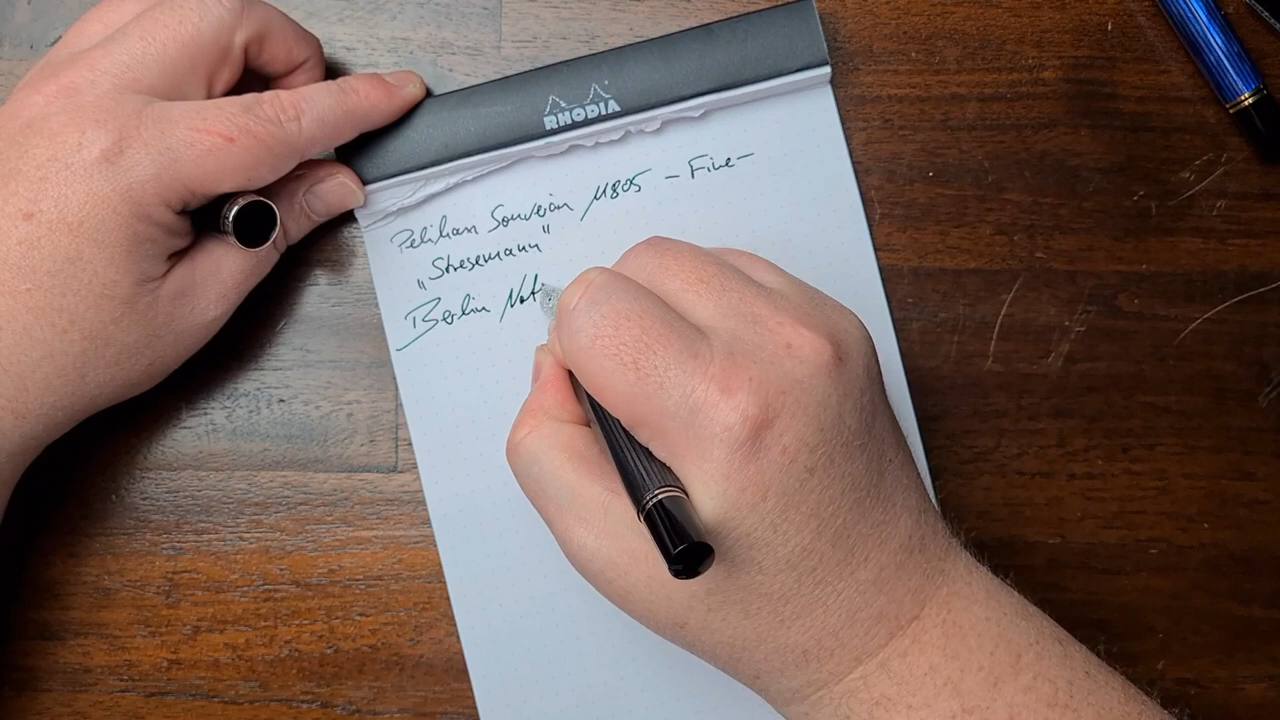 RHODIA
Pelikan Souverän M805 – Fine –
„Stresemann"
Berlin Not